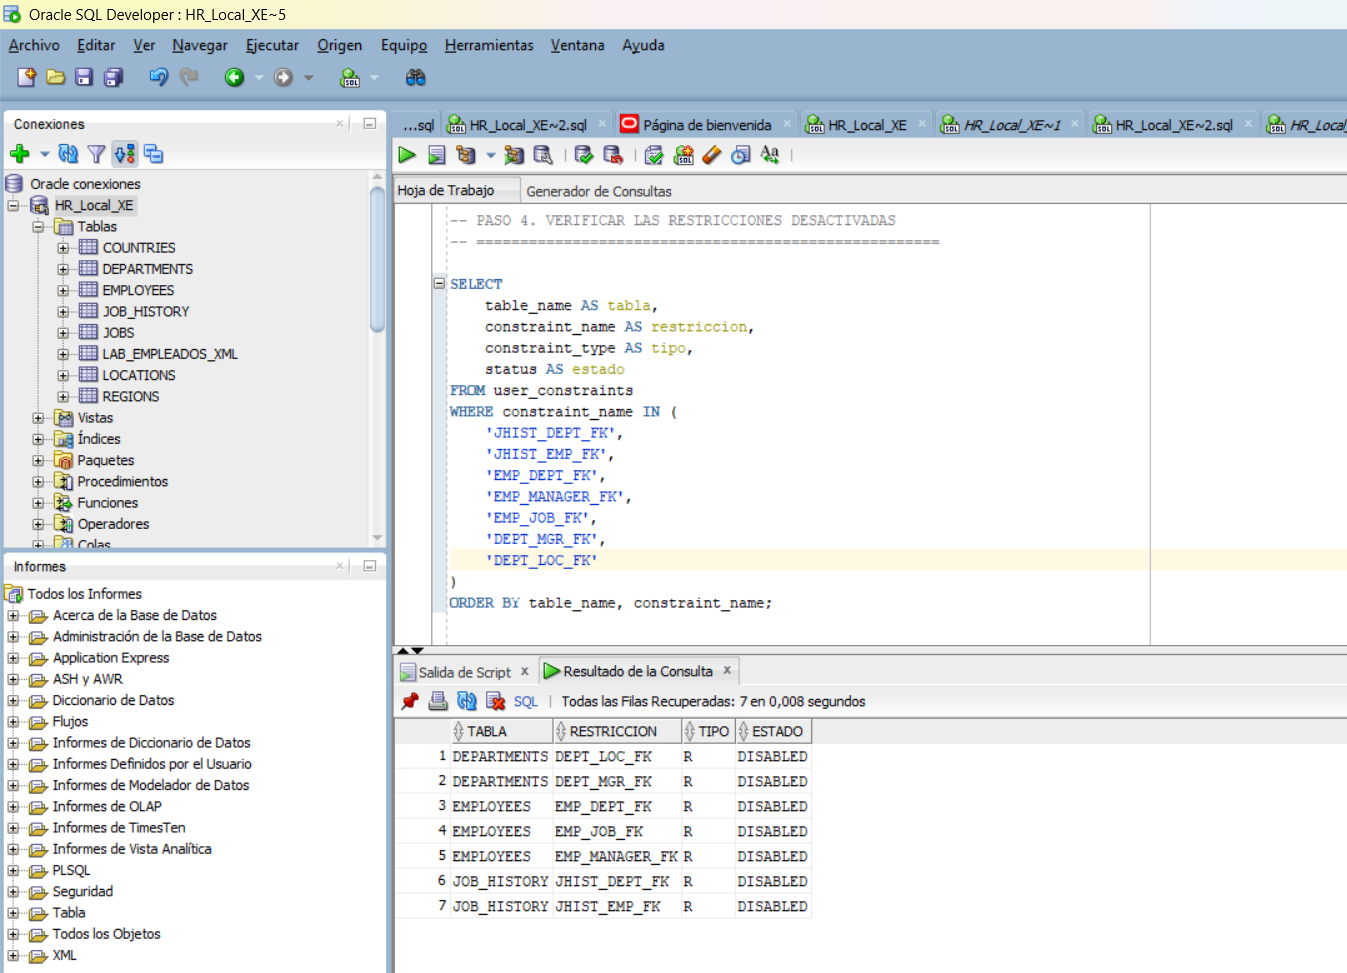 Oracle SQL Developer : HR_Local_XE~5
Archivo Editar Ver Navegar Ejecutar Origen Equipo Herramientas Ventana Ayuda
Conexiones
Oracle conexiones
HR_Local_XE
Tablas
COUNTRIES
DEPARTMENTS
EMPLOYEES
JOB_HISTORY
JOBS
LAB_EMPLEADOS_XML
LOCATIONS
REGIONS
Vistas
Índices
Paquetes
Procedimientos
Funciones
Operadores
Colas
Informes
Todos los Informes
Acerca de la Base de Datos
Administración de la Base de Datos
Application Express
ASH y AWR
Diccionario de Datos
Flujos
Informes de Diccionario de Datos
Informes Definidos por el Usuario
Informes de Modelador de Datos
Informes de OLAP
Informes de TimesTen
Informes de Vista Analítica
PLSQL
Seguridad
Tabla
Todos los Objetos
XML
...sql HR_Local_XE~2.sql Página de bienvenida HR_Local_XE HR_Local_XE~1 HR_Local_XE~2.sql HR_Local
Hoja de Trabajo Generador de Consultas
-- PASO 4. VERIFICAR LAS RESTRICCIONES DESACTIVADAS
-- =====================================================
SELECT
table_name AS tabla,
constraint_name AS restriccion,
constraint_type AS tipo,
status AS estado
FROM user_constraints
WHERE constraint_name IN (
'JHIST_DEPT_FK',
'JHIST_EMP_FK',
'EMP_DEPT_FK',
'EMP_MANAGER_FK',
'EMP_JOB_FK',
'DEPT_MGR_FK',
'DEPT_LOC_FK'
)
ORDER BY table_name, constraint_name;
Salida de Script x Resultado de la Consulta x
SQL | Todas las Filas Recuperadas: 7 en 0,008 segundos
TABLA RESTRICCION TIPO ESTADO
1 DEPARTMENTS DEPT_LOC_FK R DISABLED
2 DEPARTMENTS DEPT_MGR_FK R DISABLED
3 EMPLOYEES EMP_DEPT_FK R DISABLED
4 EMPLOYEES EMP_JOB_FK R DISABLED
5 EMPLOYEES EMP_MANAGER_FK R DISABLED
6 JOB_HISTORY JHIST_DEPT_FK R DISABLED
7 JOB_HISTORY JHIST_EMP_FK R DISABLED